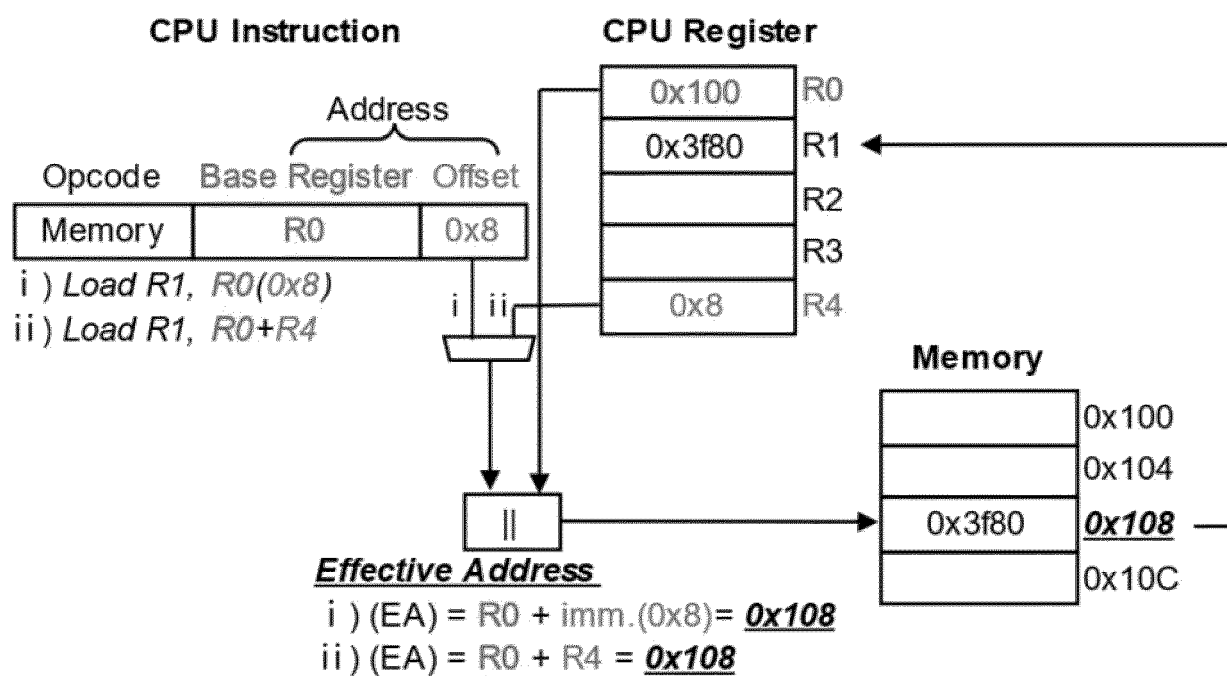 CPU Instruction
CPU Register
Address
Opcode Base Register Offset
Memory R0 0x8
i ) Load R1, R0(0x8)
ii ) Load R1, R0+R4
i ii
0x100 R0
0x3f80 R1
R2
R3
0x8 R4
Memory
0x100
0x104
0x3f80 0x108
0x10C
||
Effective Address
i ) (EA) = R0 + imm.(0x8)= 0x108
ii ) (EA) = R0 + R4 = 0x108